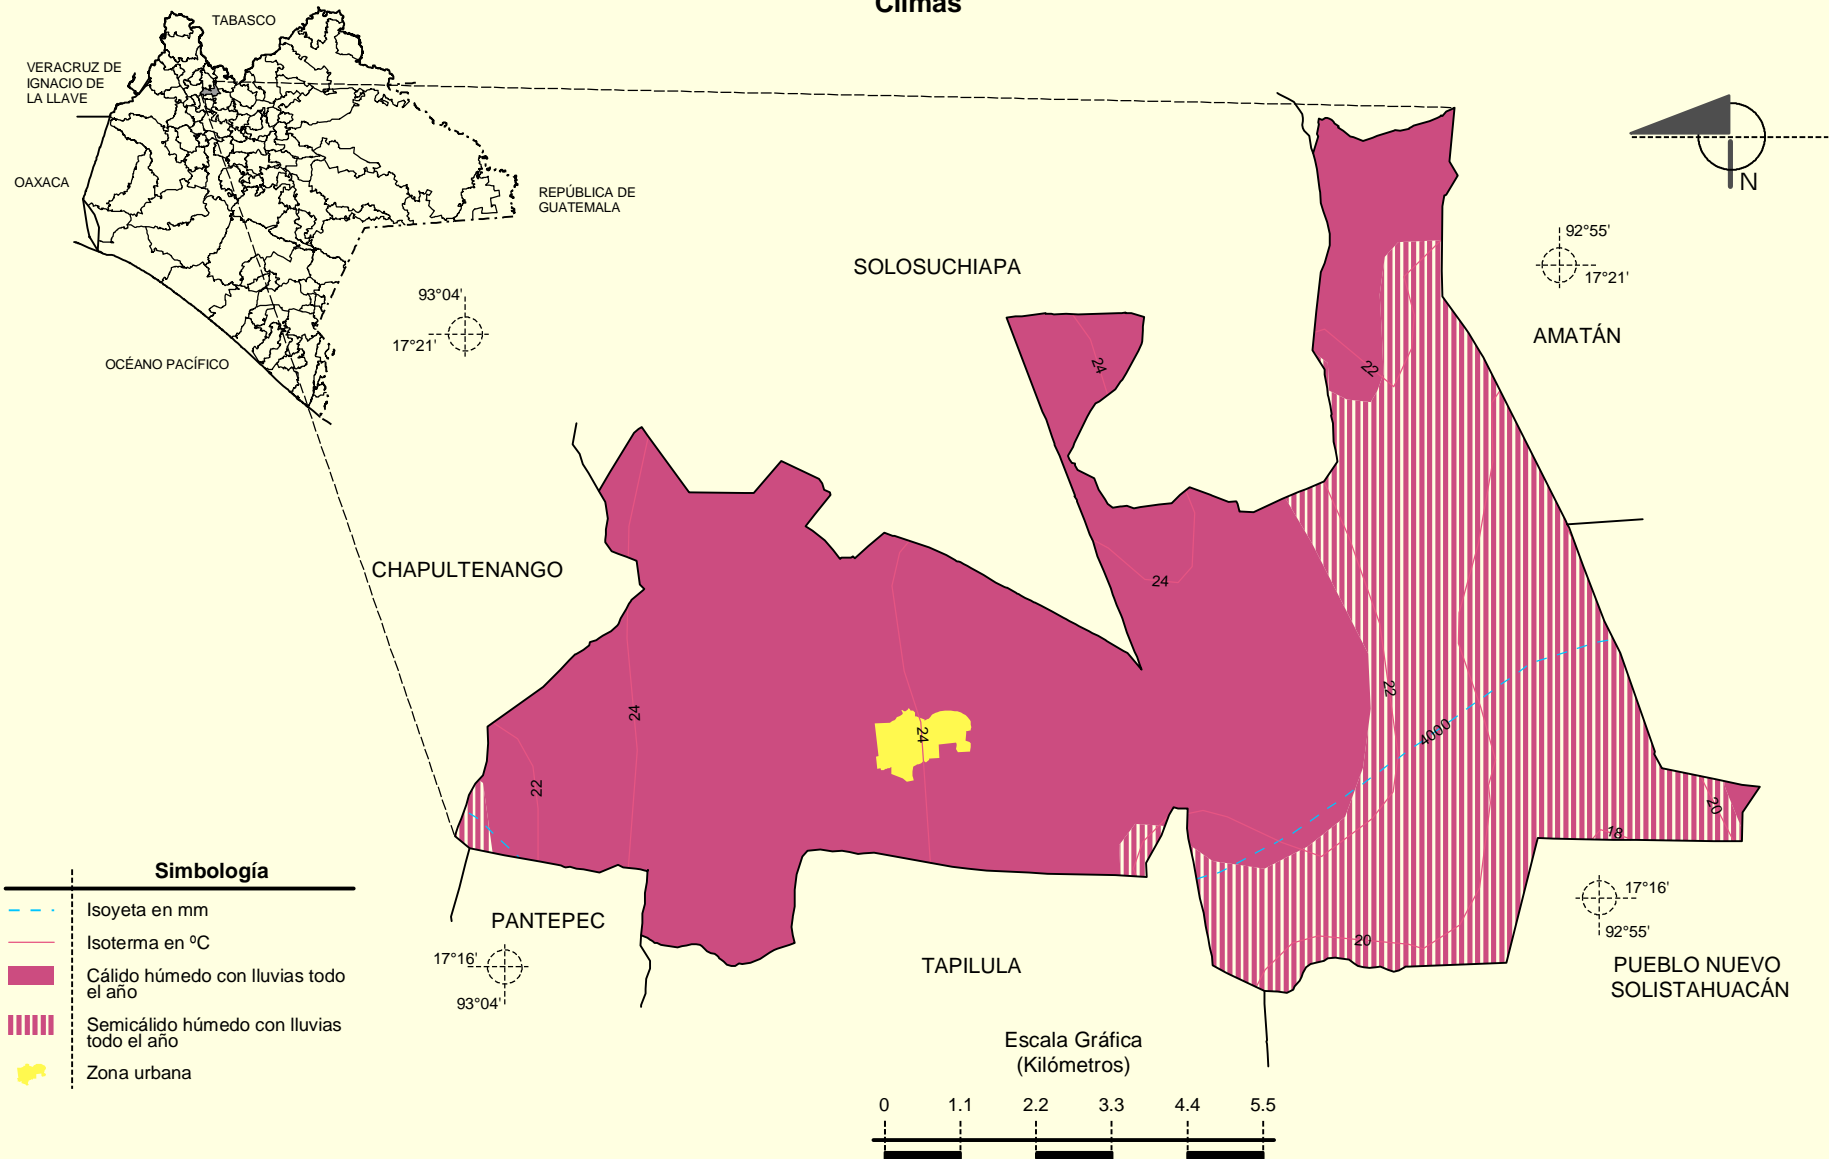 Climas
TABASCO
VERACRUZ DE
IGNACIO DE
LA LLAVE
OAXACA
REPÚBLICA DE
GUATEMALA
OCÉANO PACÍFICO
N
93°04'
17°21'
92°55'
17°21'
SOLOSUCHIAPA
AMATÁN
CHAPULTENANGO
22
24
24
24
24
22
22
4000
20
18
20
PANTEPEC
17°16'
93°04'
TAPILULA
17°16'
92°55'
PUEBLO NUEVO
SOLISTAHUACÁN
Simbología
Isoyeta en mm
Isoterma en ºC
Cálido húmedo con lluvias todo
el año
Semicálido húmedo con lluvias
todo el año
Zona urbana
Escala Gráfica
(Kilómetros)
0 1.1 2.2 3.3 4.4 5.5